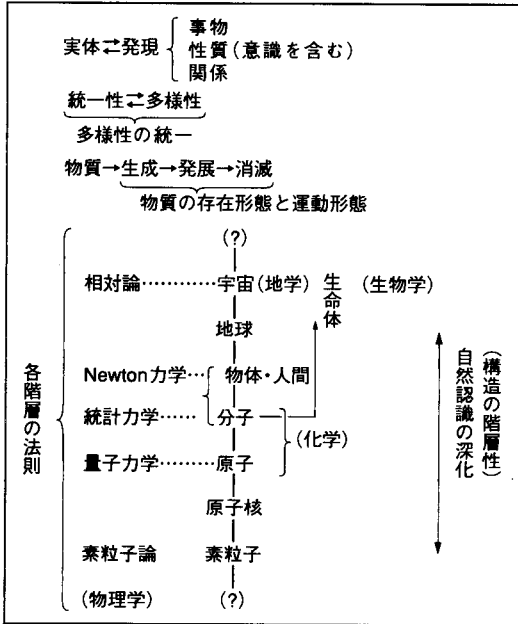 実体⇄発現
事物
性質(意識を含む)
関係
統一性⇄多様性
多様性の統一
物質→生成→発展→消滅
物質の存在形態と運動形態
(?)
相対論…………宇宙(地学) 生命体 (生物学)
地球
Newton力学… 物体・人間
統計力学…… 分子
(化学)
量子力学………原子
原子核
素粒子論 素粒子
(物理学) (?)
各階層の法則
(構造の階層性)
自然認識の深化